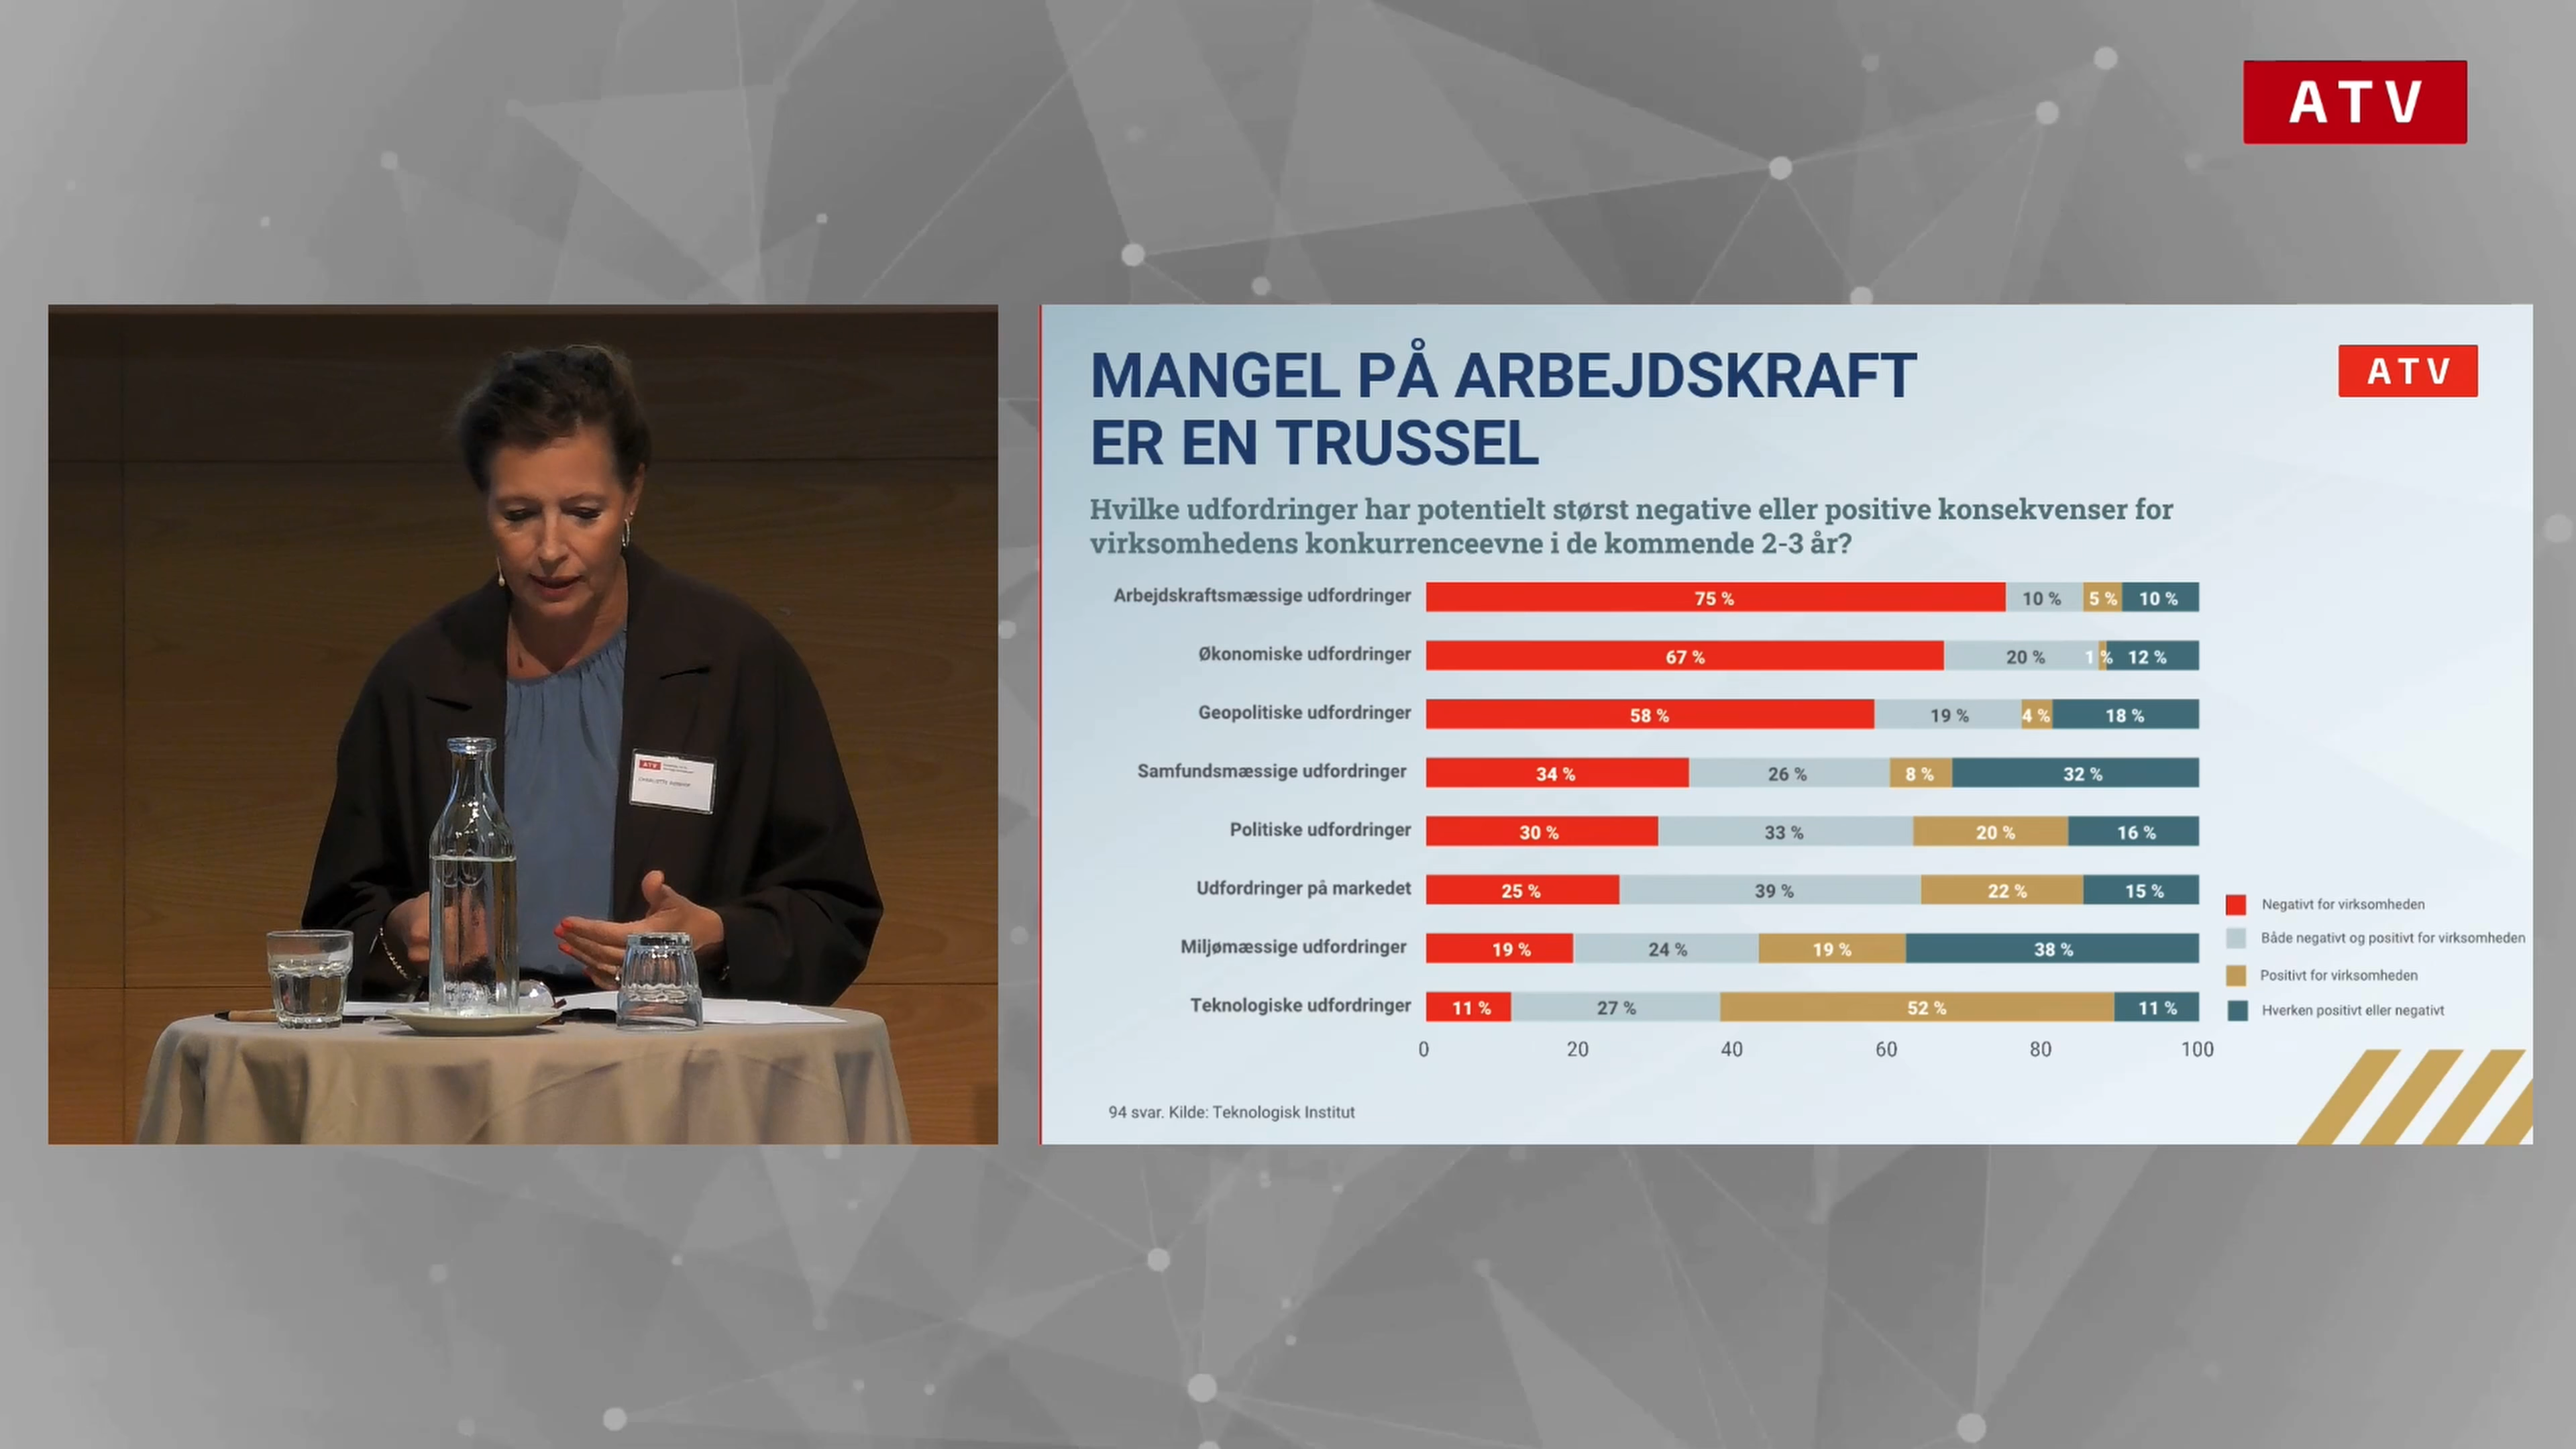 ATV
ATV
MANGEL PÅ ARBEJDSKRAFT
ER EN TRUSSEL
ATV
Hvilke udfordringer har potentielt størst negative eller positive konsekvenser for
virksomhedens konkurrenceevne i de kommende 2-3 år?
Arbejdskraftsmæssige udfordringer 75 % 10 % 5 % 10 %
Økonomiske udfordringer 67 % 20 % 1 % 12 %
Geopolitiske udfordringer 58 % 19 % 4 % 18 %
Samfundsmæssige udfordringer 34 % 26 % 8 % 32 %
Politiske udfordringer 30 % 33 % 20 % 16 %
Udfordringer på markedet 25 % 39 % 22 % 15 %
Miljømæssige udfordringer 19 % 24 % 19 % 38 %
Teknologiske udfordringer 11 % 27 % 52 % 11 %
0 20 40 60 80 100
Negativt for virksomheden
Både negativt og positivt for virksomheden
Positivt for virksomheden
Hverken positivt eller negativt
94 svar. Kilde: Teknologisk Institut